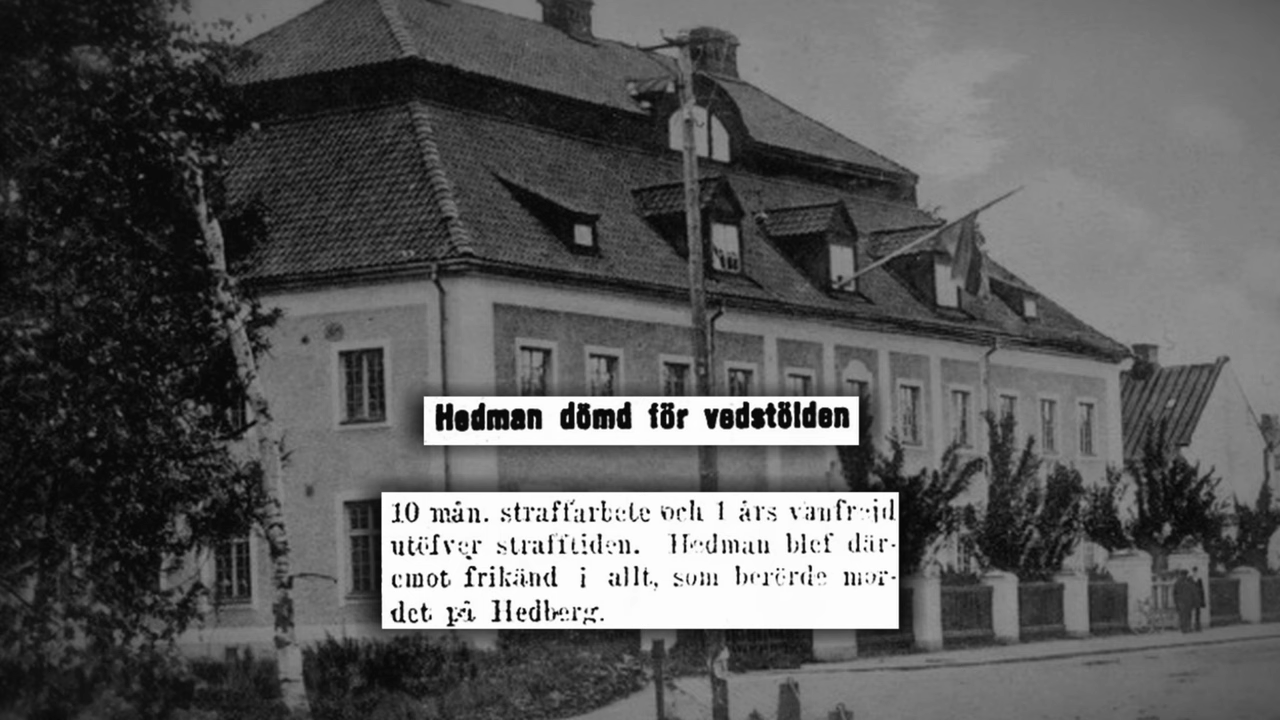 Hedman dömd för vedstölden
10 mån. straffarbete och 1 års vanfrejd
utöfver strafftiden. Hedman blef där-
emot frikänd i allt, som berörde mor-
det på Hedberg.